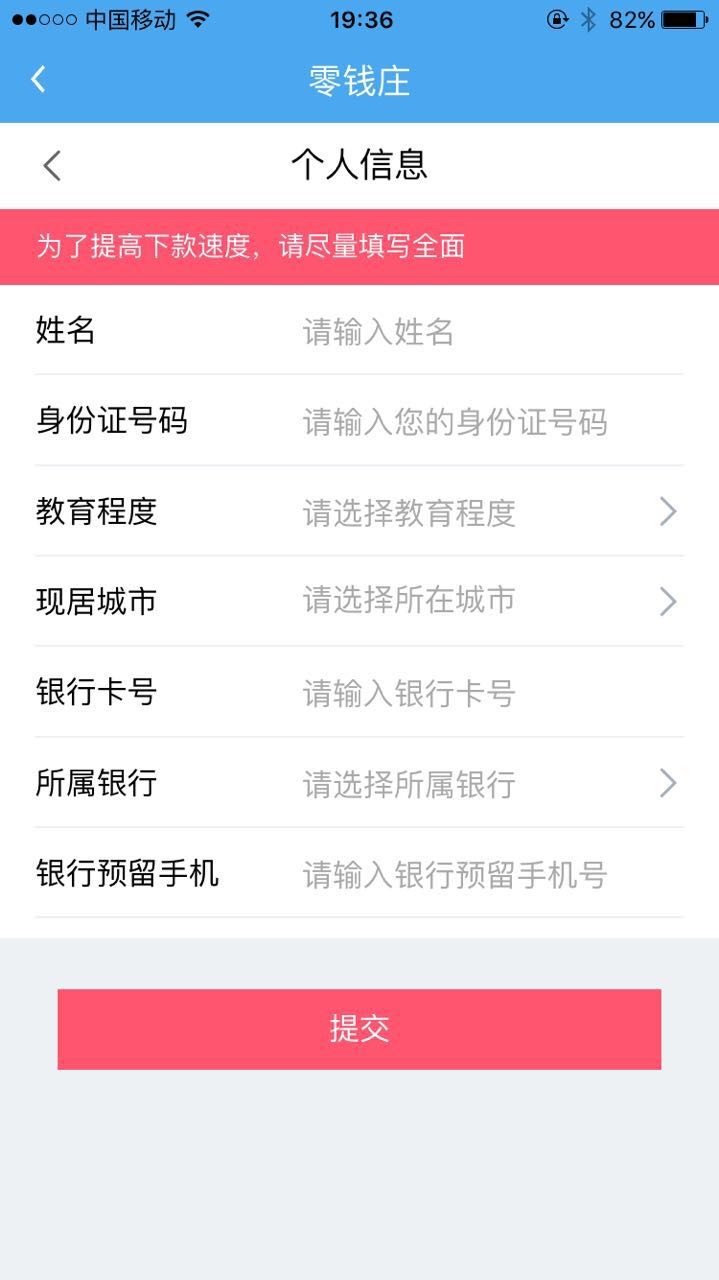 中国移动 19:36 82%
零钱庄
个人信息
为了提高下款速度，请尽量填写全面
姓名 请输入姓名
身份证号码 请输入您的身份证号码
教育程度 请选择教育程度
现居城市 请选择所在城市
银行卡号 请输入银行卡号
所属银行 请选择所属银行
银行预留手机 请输入银行预留手机号
提交